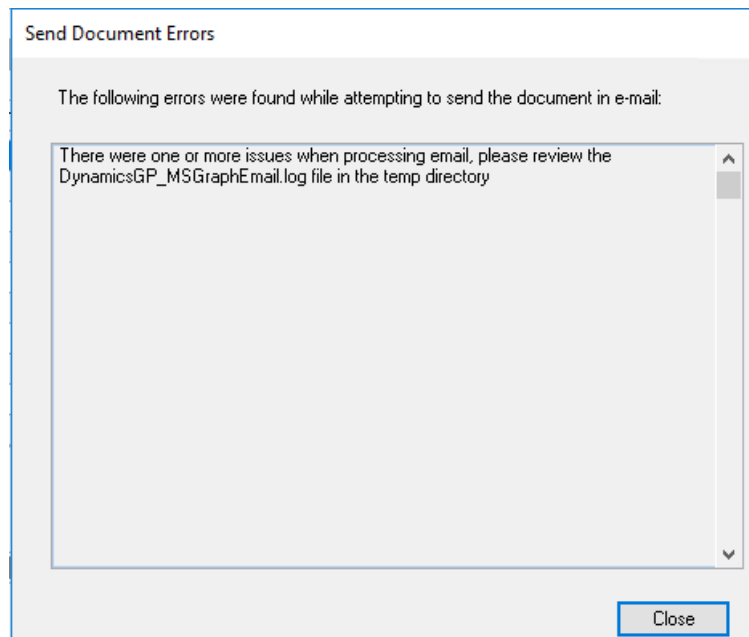 Send Document Errors
The following errors were found while attempting to send the document in e-mail:
There were one or more issues when processing email, please review the
DynamicsGP_MSGraphEmail.log file in the temp directory
Close